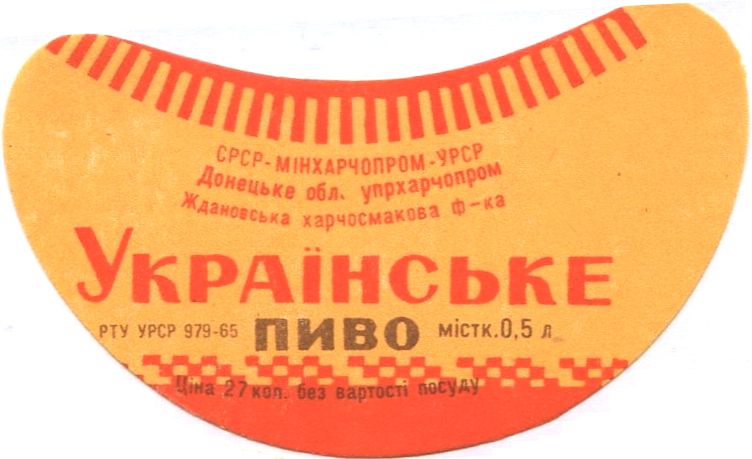 СРСР-МІНХАРЧОПРОМ-УРСР
Донецьке обл. упрхарчопром
Ждановська харчосмакова ф-ка
УКРАЇНСЬКЕ
РТУ УРСР 979-65 ПИВО містк.0,5 л
Ціна 27 коп. без вартості посуду